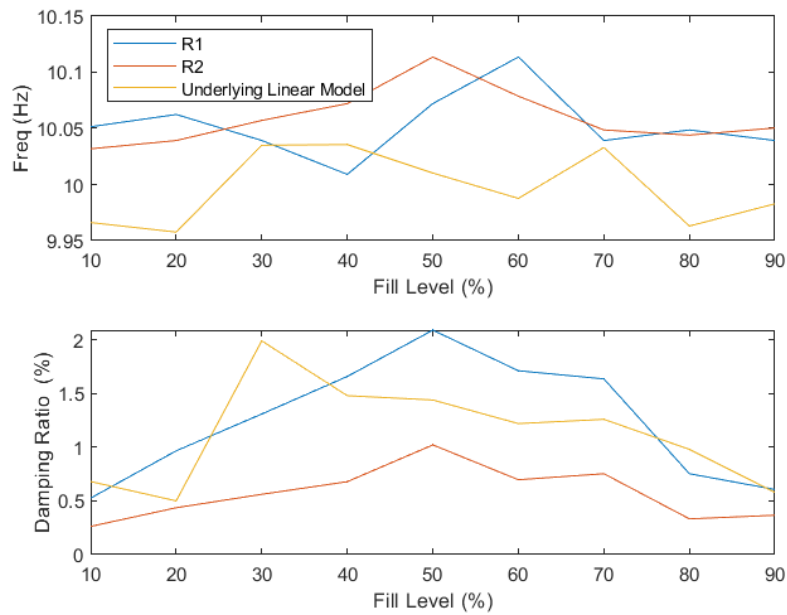 10.15
10.1
10.05
10
9.95
Freq (Hz)
R1
R2
Underlying Linear Model
10 20 30 40 50 60 70 80 90
Fill Level (%)
2
1.5
1
0.5
0
Damping Ratio (%)
10 20 30 40 50 60 70 80 90
Fill Level (%)